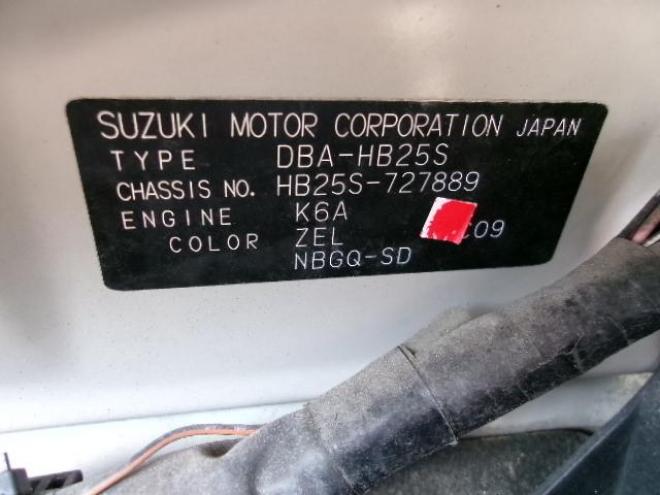 SUZUKI MOTOR CORPORATION JAPAN
TYPE DBA-HB25S
CHASSIS NO. HB25S-727889
ENGINE K6A
COLOR ZEL C09
NBGQ-SD